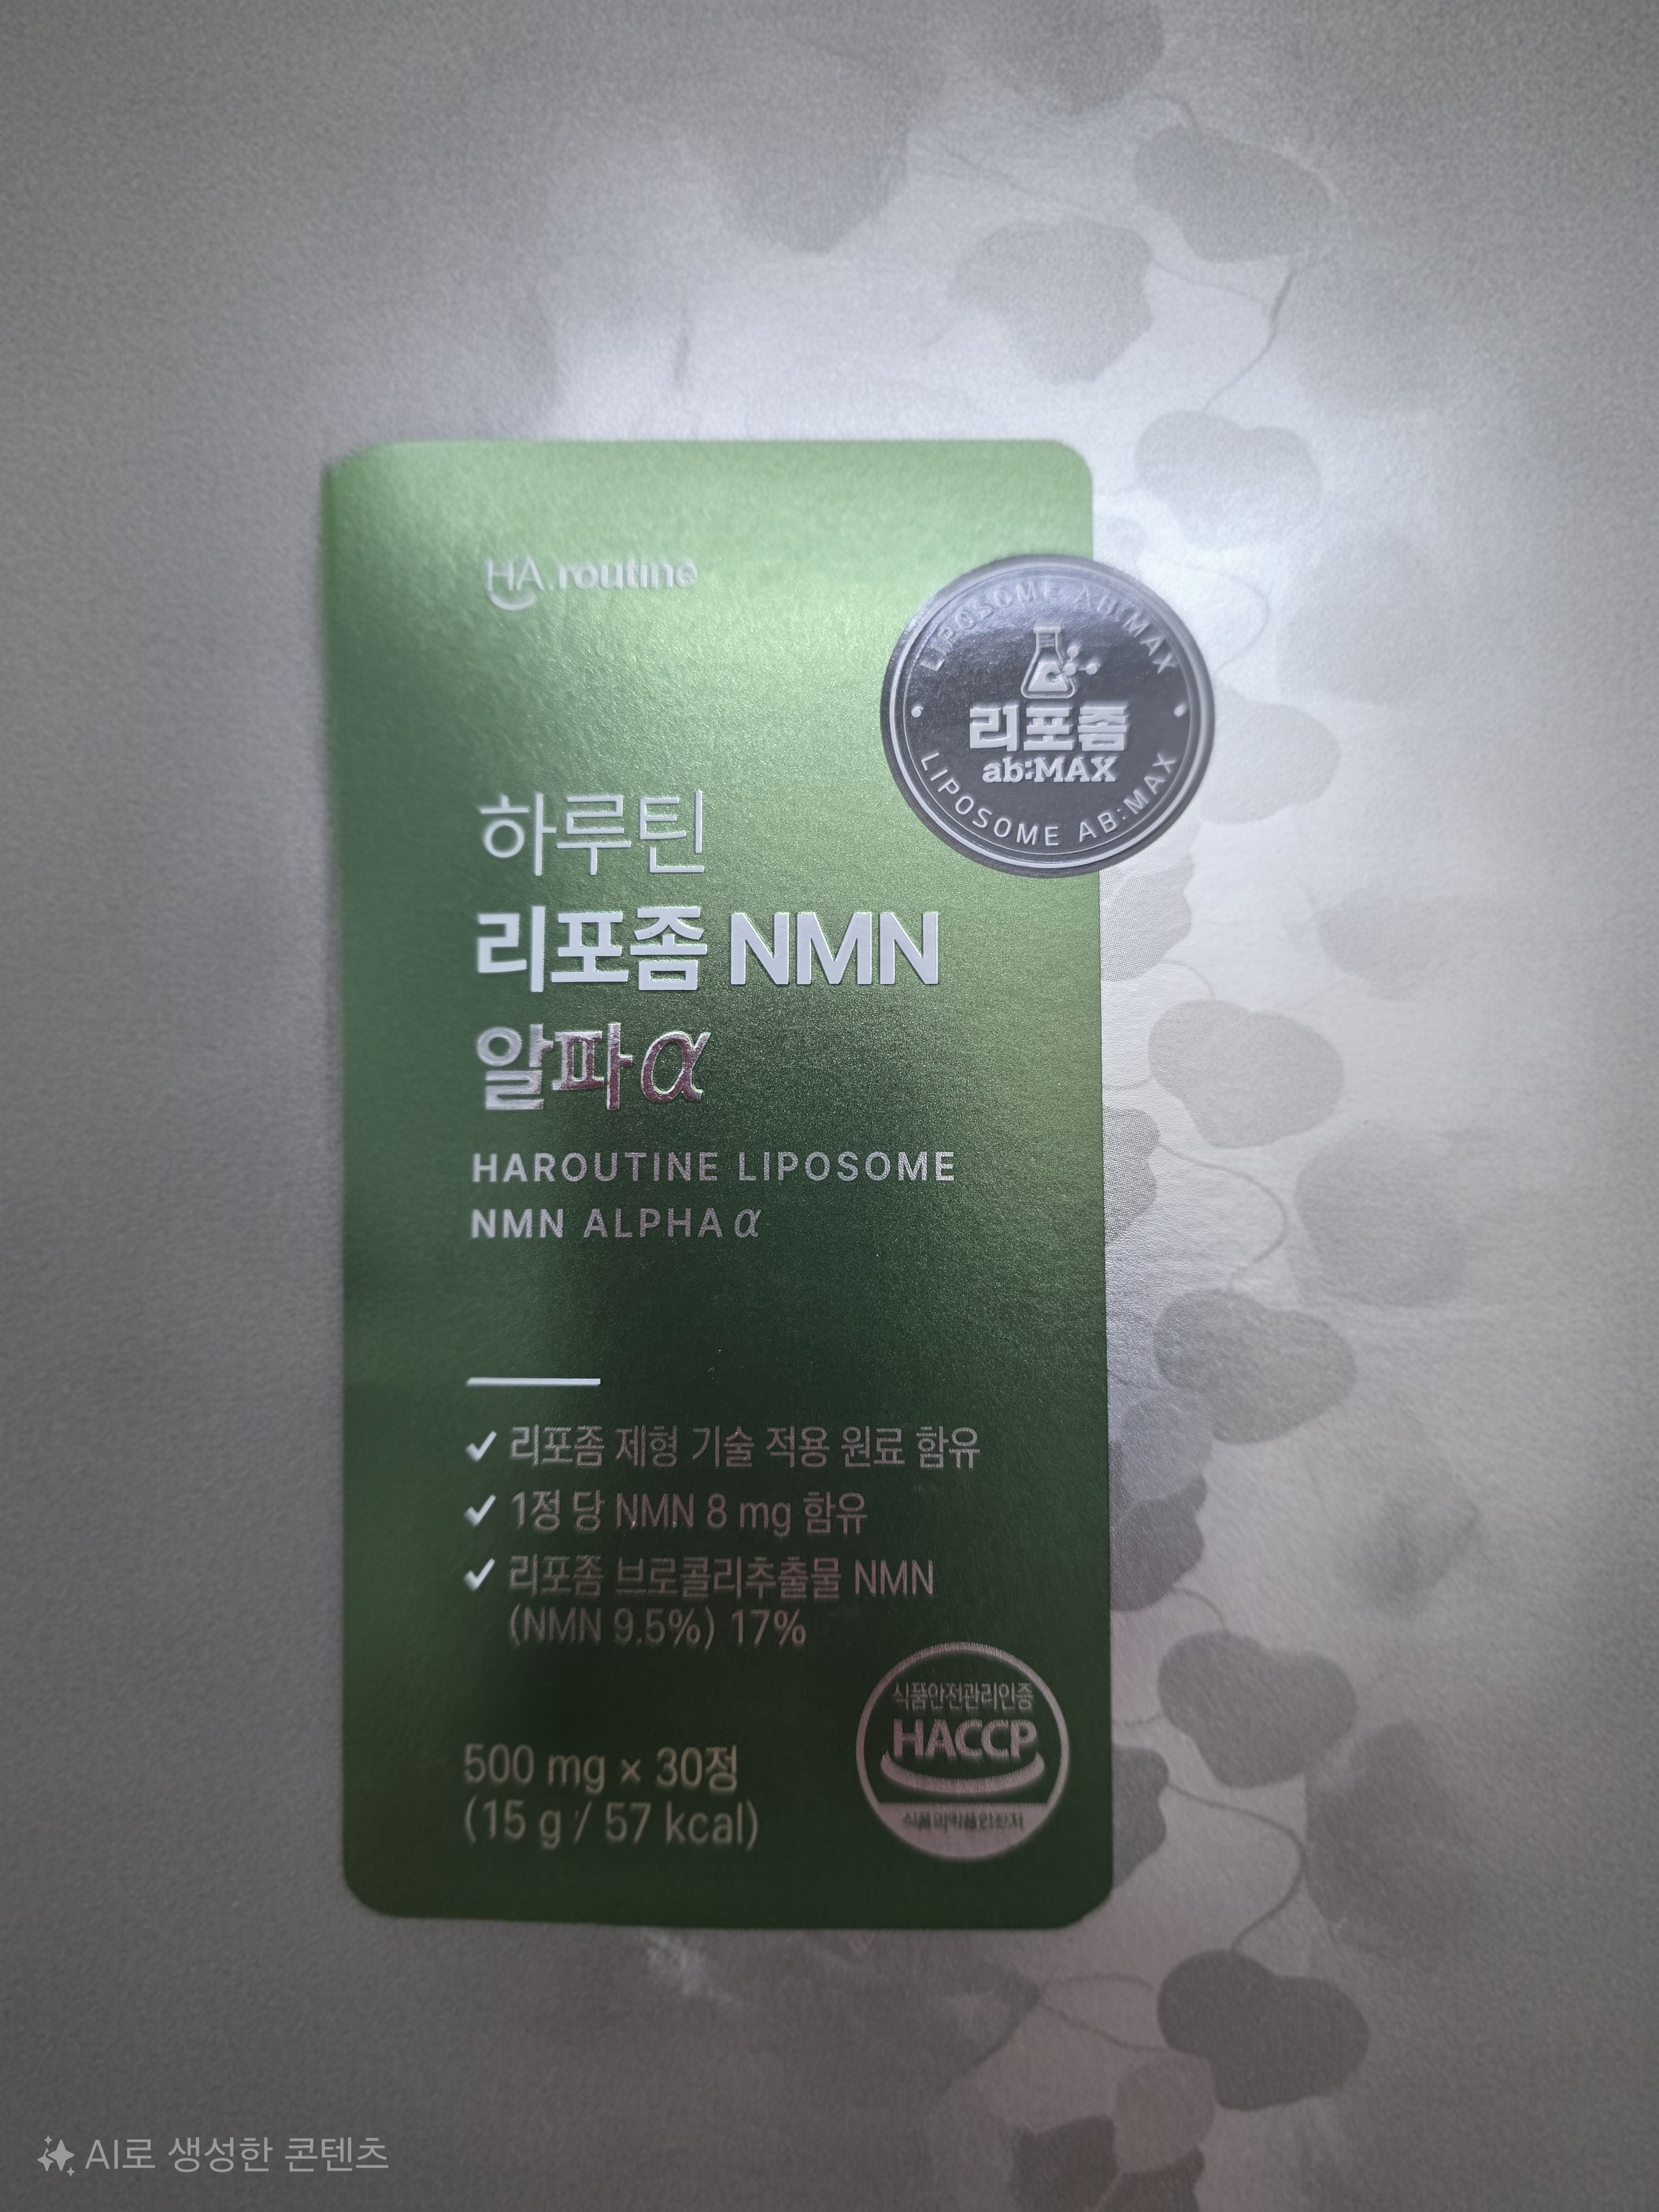 HA.routine
LIPOSOME AB:MAX
리포좀
ab:MAX
LIPOSOME AB:MAX
하루틴
리포좀 NMN
알파α
HAROUTINE LIPOSOME
NMN ALPHA α
✓ 리포좀 제형 기술 적용 원료 함유
✓ 1정 당 NMN 8 mg 함유
✓ 리포좀 브로콜리추출물 NMN
(NMN 9.5%) 17%
500 mg × 30정
(15 g / 57 kcal)
식품안전관리인증
HACCP
AI로 생성한 콘텐츠